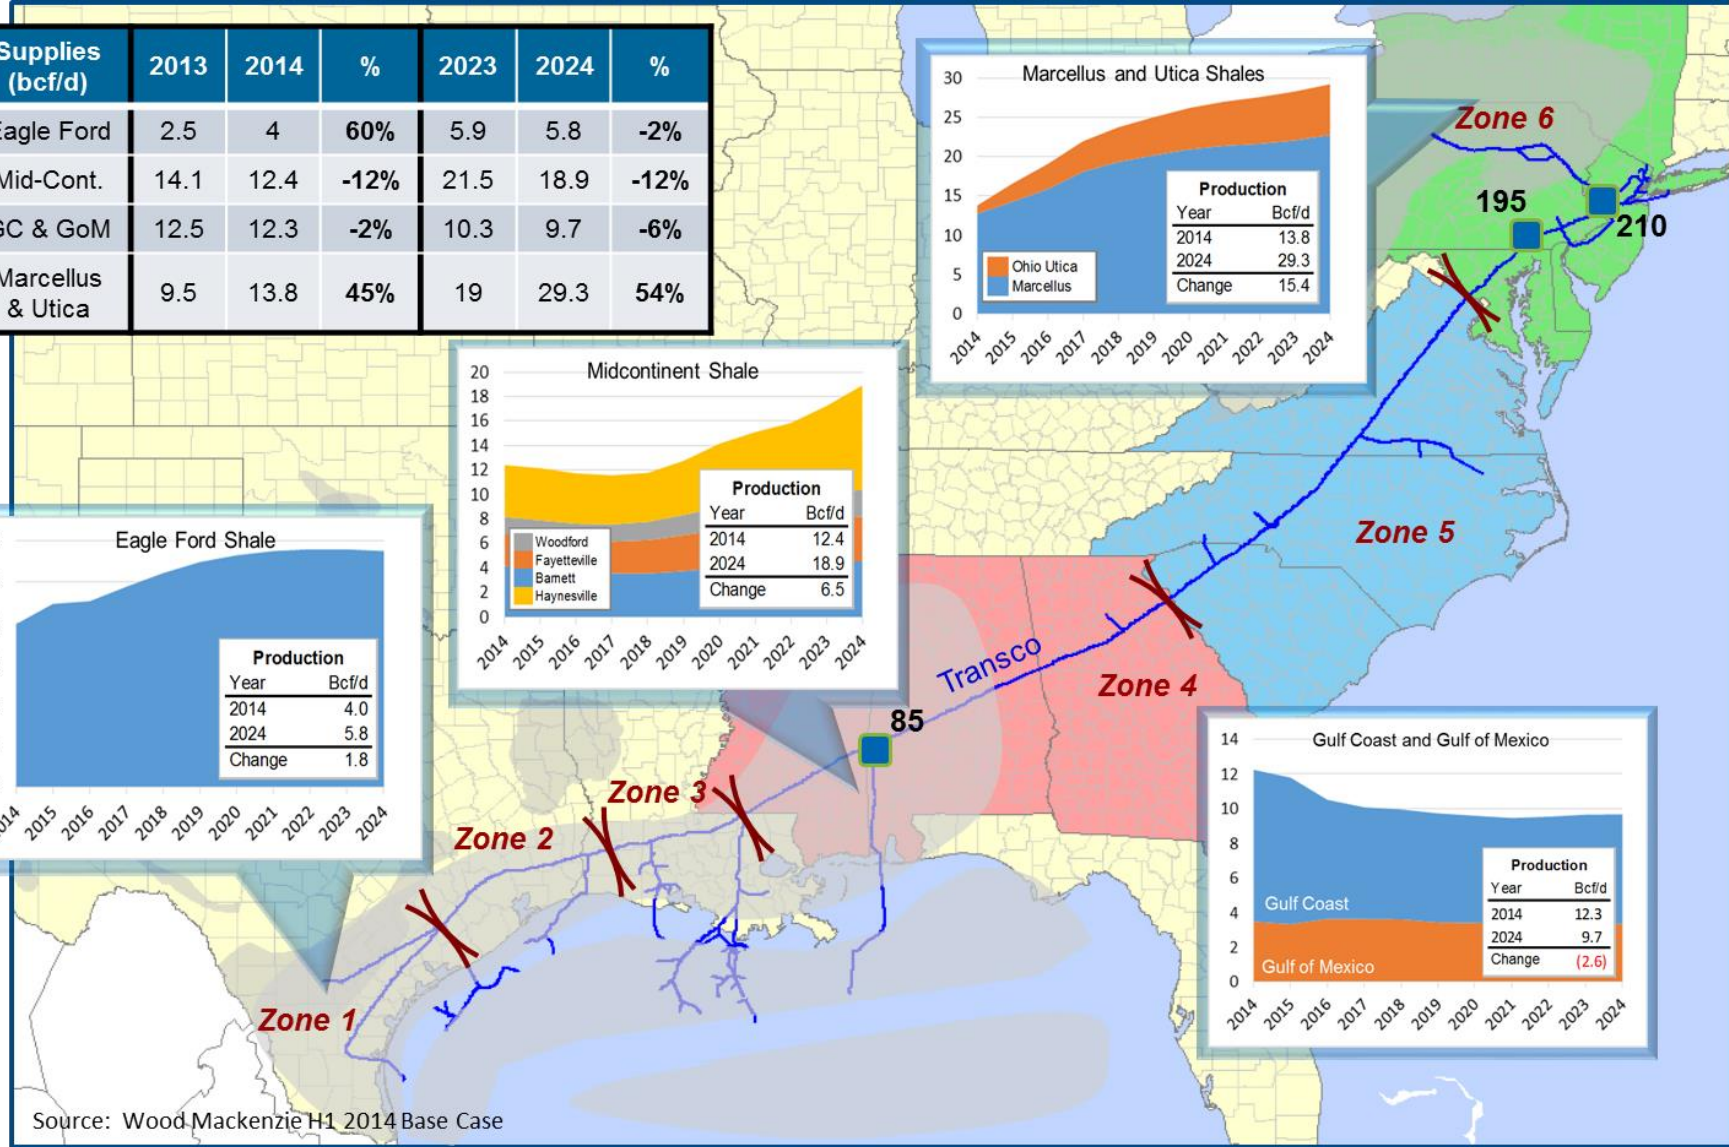 Supplies 2013 2014 % 2023 2024 %
(bcf/d)
Eagle Ford 2.5 4 60% 5.9 5.8 -2%
Mid-Cont. 14.1 12.4 -12% 21.5 18.9 -12%
GC & GoM 12.5 12.3 -2% 10.3 9.7 -6%
Marcellus
& Utica 9.5 13.8 45% 19 29.3 54%
Marcellus and Utica Shales
30
25
20
15
10
5
0
Ohio Utica
Marcellus
Production
Year Bcf/d
2014 13.8
2024 29.3
Change 15.4
2014 2015 2016 2017 2018 2019 2020 2021 2022 2023 2024
Zone 6
195
210
Midcontinent Shale
20
18
16
14
12
10
8
6
4
2
0
Woodford
Fayetteville
Barnett
Haynesville
Production
Year Bcf/d
2014 12.4
2024 18.9
Change 6.5
2014 2015 2016 2017 2018 2019 2020 2021 2022 2023 2024
Zone 5
Eagle Ford Shale
Production
Year Bcf/d
2014 4.0
2024 5.8
Change 1.8
2014 2015 2016 2017 2018 2019 2020 2021 2022 2023 2024
Transco
Zone 4
85
Zone 3
Zone 2
Zone 1
Gulf Coast and Gulf of Mexico
14
12
10
8
6
4
2
0
Gulf Coast
Gulf of Mexico
Production
Year Bcf/d
2014 12.3
2024 9.7
Change (2.6)
2014 2015 2016 2017 2018 2019 2020 2021 2022 2023 2024
Source: Wood Mackenzie H1 2014 Base Case